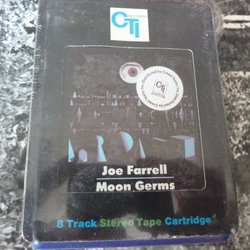 CTI
Joe Farrell
Moon Germs
8 Track Stereo Tape Cartridge